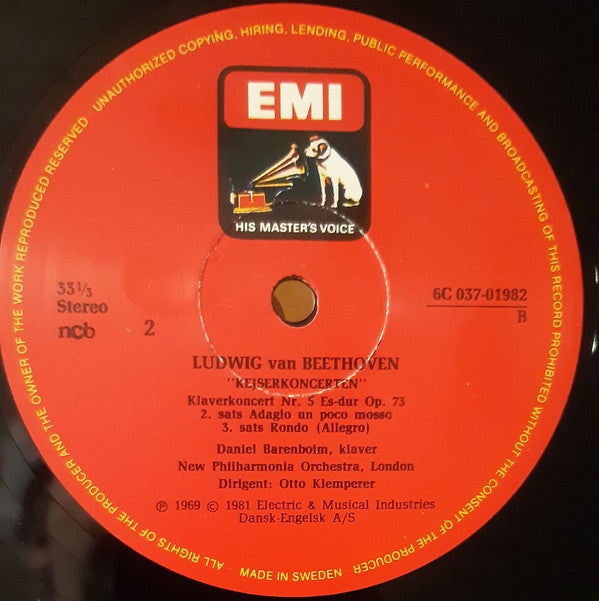 UNAUTHORIZED COPYING, HIRING, LENDING, PUBLIC PERFORMANCE AND BROADCASTING OF THIS RECORD PROHIBITED WITHOUT THE CONSENT OF THE PRODUCER · ALL RIGHTS OF THE PRODUCER AND THE OWNER OF THE WORK REPRODUCED RESERVED ·
EMI
HIS MASTER'S VOICE
33 1/3
Stereo
ncb
2
6C 037-01982
B
LUDWIG van BEETHOVEN
"KEJSERKONCERTEN"
Klaverkoncert Nr. 5 Es-dur Op. 73
2. sats Adagio un poco mosso
3. sats Rondo (Allegro)
Daniel Barenboim, klaver
New Philharmonia Orchestra, London
Dirigent: Otto Klemperer
℗ 1969 © 1981 Electric & Musical Industries
Dansk-Engelsk A/S
MADE IN SWEDEN